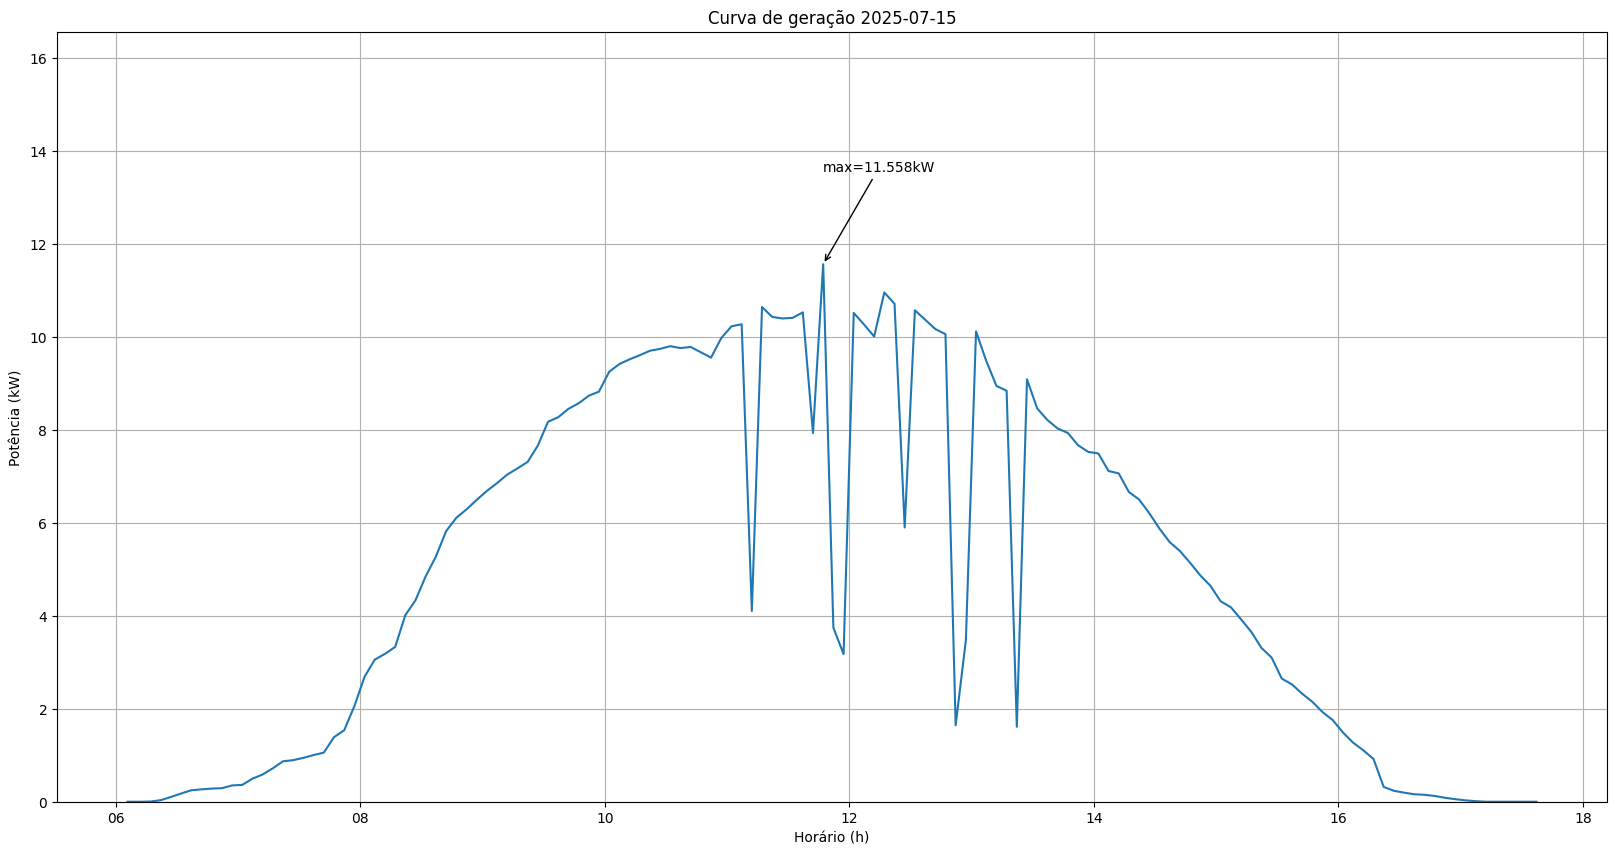 Curva de geração 2025-07-15
16
14
max=11.558kW
12
10
8
6
4
2
0
Potência (kW)
06 08 10 12 14 16 18
Horário (h)